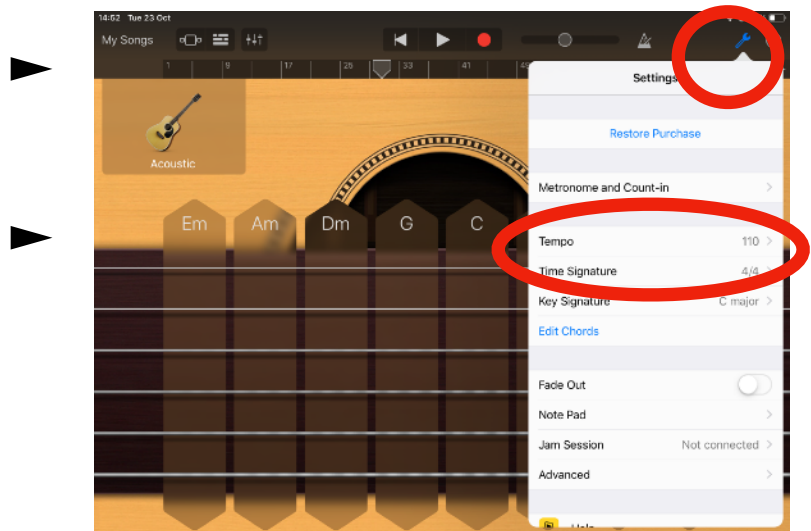 14:52 Tue 23 Oct
My Songs
1 9 17 25 33 41
Settings
Restore Purchase
Acoustic
Metronome and Count-in
Em Am Dm G C
Tempo 110
Time Signature 4/4
Key Signature C major
Edit Chords
Fade Out
Note Pad
Jam Session Not connected
Advanced